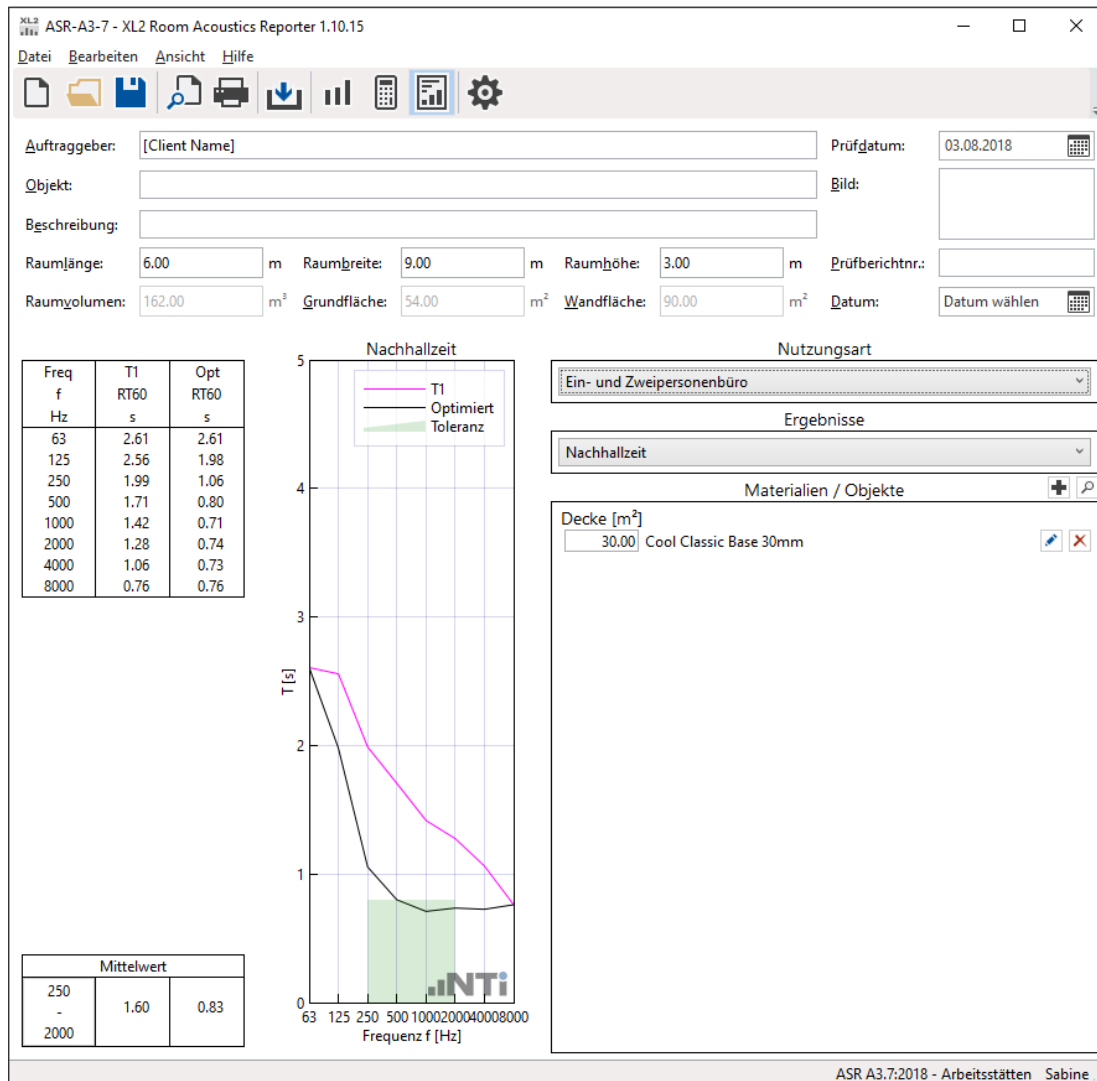 XL2 ASR-A3-7 - XL2 Room Acoustics Reporter 1.10.15
Datei Bearbeiten Ansicht Hilfe
Auftraggeber: [Client Name] Prüfdatum: 03.08.2018
Objekt: Bild:
Beschreibung:
Raumlänge: 6.00 m Raumbreite: 9.00 m Raumhöhe: 3.00 m Prüfberichtnr.:
Raumvolumen: 162.00 m³ Grundfläche: 54.00 m² Wandfläche: 90.00 m² Datum: Datum wählen
Freq T1 Opt
f RT60 RT60
Hz s s
63 2.61 2.61
125 2.56 1.98
250 1.99 1.06
500 1.71 0.80
1000 1.42 0.71
2000 1.28 0.74
4000 1.06 0.73
8000 0.76 0.76
Mittelwert
250
-
2000
1.60 0.83
Nachhallzeit
T1
Optimiert
Toleranz
5
4
3
2
1
0
T [s]
NTi
63 125 250 500 1000 2000 4000 8000
Frequenz f [Hz]
Nutzungsart
Ein- und Zweipersonenbüro
Ergebnisse
Nachhallzeit
Materialien / Objekte
Decke [m²]
30.00 Cool Classic Base 30mm
ASR A3.7:2018 - Arbeitsstätten Sabine